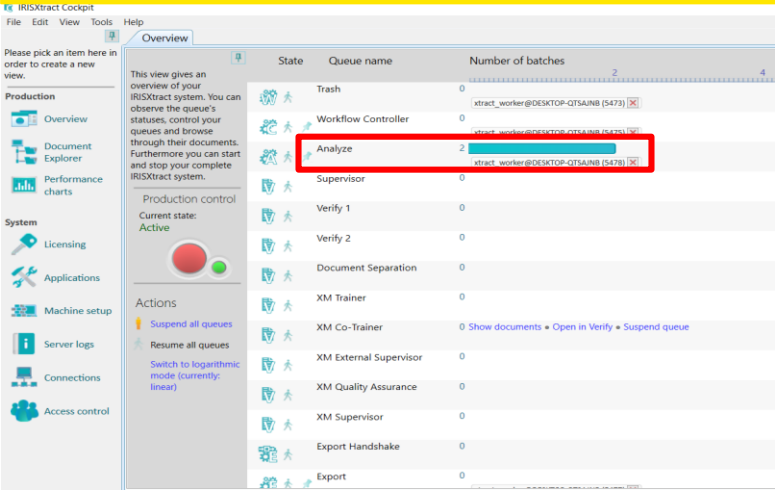 IRISXtract Cockpit
File Edit View Tools Help
Please pick an item here in
order to create a new
view.
Production
Overview
Document
Explorer
Performance
charts
System
Licensing
Applications
Machine setup
Server logs
Connections
Access control
Overview
This view gives an
overview of your
IRISXtract system. You can
observe the queue's
statuses, control your
queues and browse
through their documents.
Furthermore you can start
and stop your complete
IRISXtract system.
Production control
Current state:
Active
Actions
Suspend all queues
Resume all queues
Switch to logarithmic
mode (currently:
linear)
State Queue name Number of batches
2 4
Trash 0
xtract_worker@DESKTOP-QTSAJNB (5473)
Workflow Controller 0
xtract_worker@DESKTOP-QTSAJNB (5475)
Analyze 2
xtract_worker@DESKTOP-QTSAJNB (5478)
Supervisor 0
Verify 1 0
Verify 2 0
Document Separation 0
XM Trainer 0
XM Co-Trainer 0 Show documents • Open in Verify • Suspend queue
XM External Supervisor 0
XM Quality Assurance 0
XM Supervisor 0
Export Handshake 0
Export 0